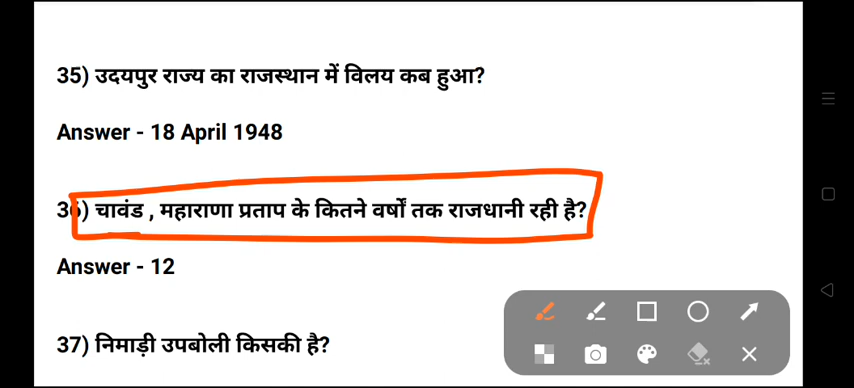 35) उदयपुर राज्य का राजस्थान में विलय कब हुआ?
Answer - 18 April 1948
36) चावंड , महाराणा प्रताप के कितने वर्षों तक राजधानी रही है?
Answer - 12
37) निमाड़ी उपबोली किसकी है?